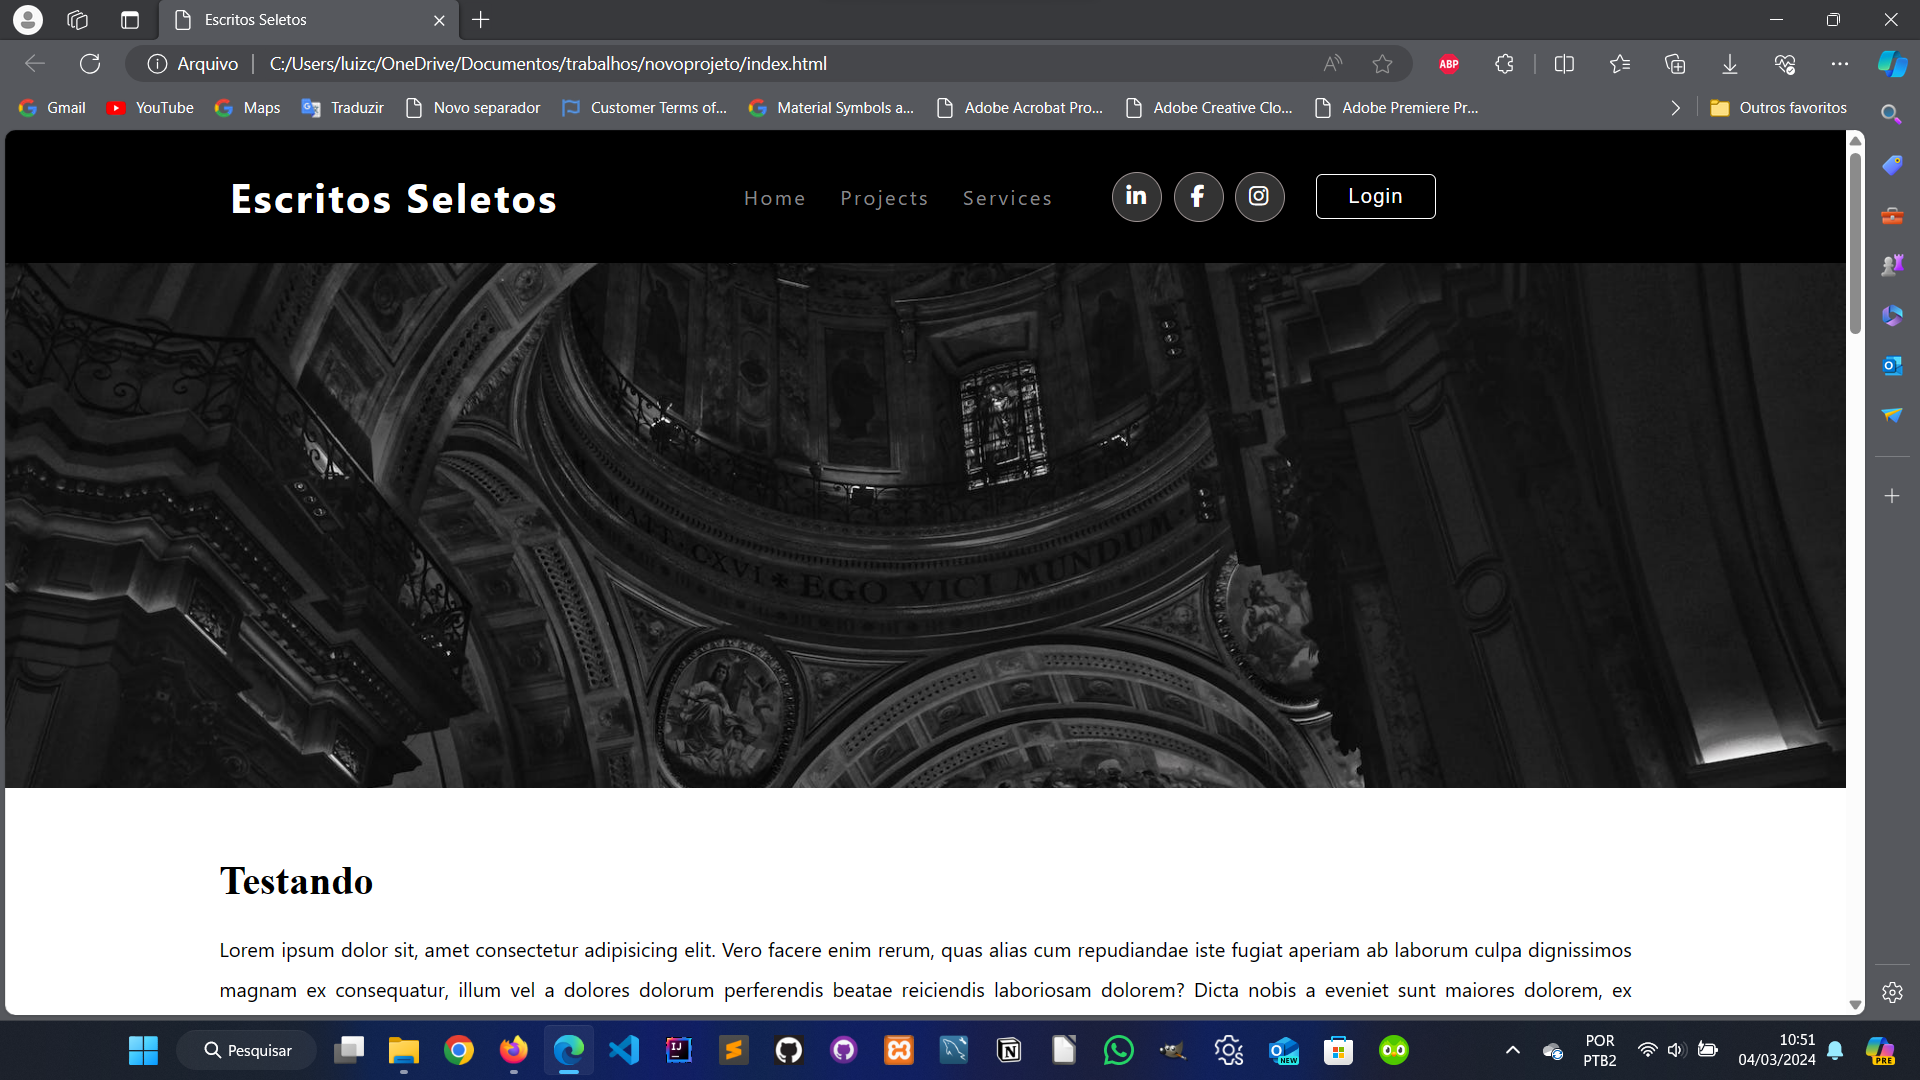 Escritos Seletos
Arquivo
C:/Users/luizc/OneDrive/Documentos/trabalhos/novoprojeto/index.html
ABP
Gmail
YouTube
Maps
Traduzir
Novo separador
Customer Terms of...
Material Symbols a...
Adobe Acrobat Pro...
Adobe Creative Clo...
Adobe Premiere Pr...
Outros favoritos
Escritos Seletos
Home
Projects
Services
Login
CXVI ✠ EGO VICI MUNDUM
Testando
Lorem ipsum dolor sit, amet consectetur adipisicing elit. Vero facere enim rerum, quas alias cum repudiandae iste fugiat aperiam ab laborum culpa dignissimos
magnam ex consequatur, illum vel a dolores dolorum perferendis beatae reiciendis laboriosam dolorem? Dicta nobis a eveniet sunt maiores dolorem, ex
Pesquisar
POR
PTB2
10:51
04/03/2024